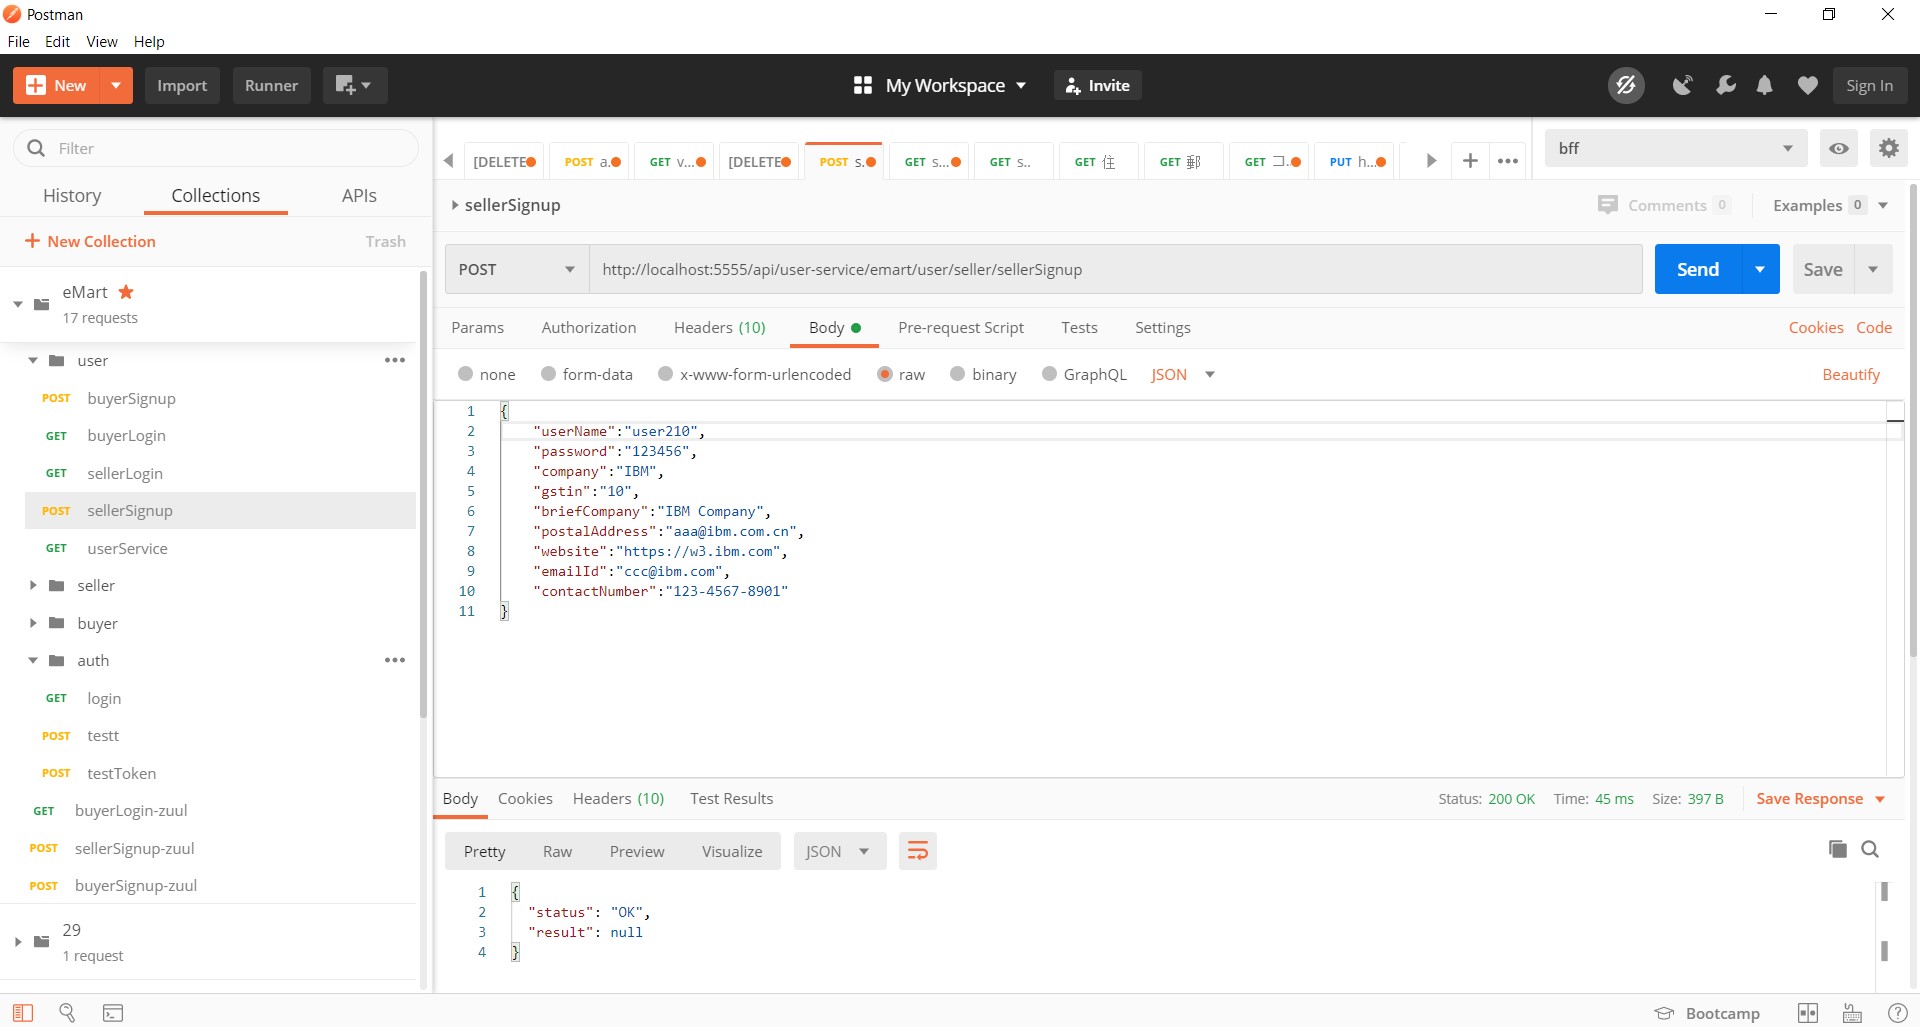 Postman
File Edit View Help
New Import Runner My Workspace Invite Sign In
Filter
History Collections APIs
New Collection Trash
eMart
17 requests
user
POST buyerSignup
GET buyerLogin
GET sellerLogin
POST sellerSignup
GET userService
seller
buyer
auth
GET login
POST testt
POST testToken
GET buyerLogin-zuul
POST sellerSignup-zuul
POST buyerSignup-zuul
29
1 request
[DELETE POST a. GET v... [DELETE POST s. GET s... GET s.. GET 住 GET 郵 GET コ. PUT h...
bff
sellerSignup Comments 0 Examples 0
POST http://localhost:5555/api/user-service/emart/user/seller/sellerSignup Send Save
Params Authorization Headers (10) Body Pre-request Script Tests Settings Cookies Code
none form-data x-www-form-urlencoded raw binary GraphQL JSON Beautify
1 {
2 "userName":"user210",
3 "password":"123456",
4 "company":"IBM",
5 "gstin":"10",
6 "briefCompany":"IBM Company",
7 "postalAddress":"aaa@ibm.com.cn",
8 "website":"https://w3.ibm.com",
9 "emailId":"ccc@ibm.com",
10 "contactNumber":"123-4567-8901"
11 }
Body Cookies Headers (10) Test Results Status: 200 OK Time: 45 ms Size: 397 B Save Response
Pretty Raw Preview Visualize JSON
1 {
2 "status": "OK",
3 "result": null
4 }
Bootcamp